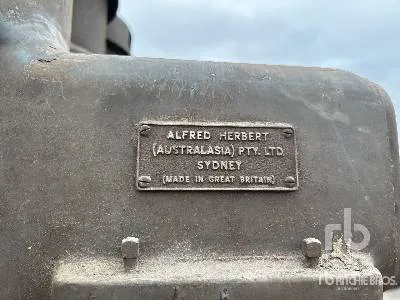 ALFRED HERBERT
(AUSTRALASIA) PTY. LTD
SYDNEY
(MADE IN GREAT BRITAIN)
rb
RITCHIE BROS.